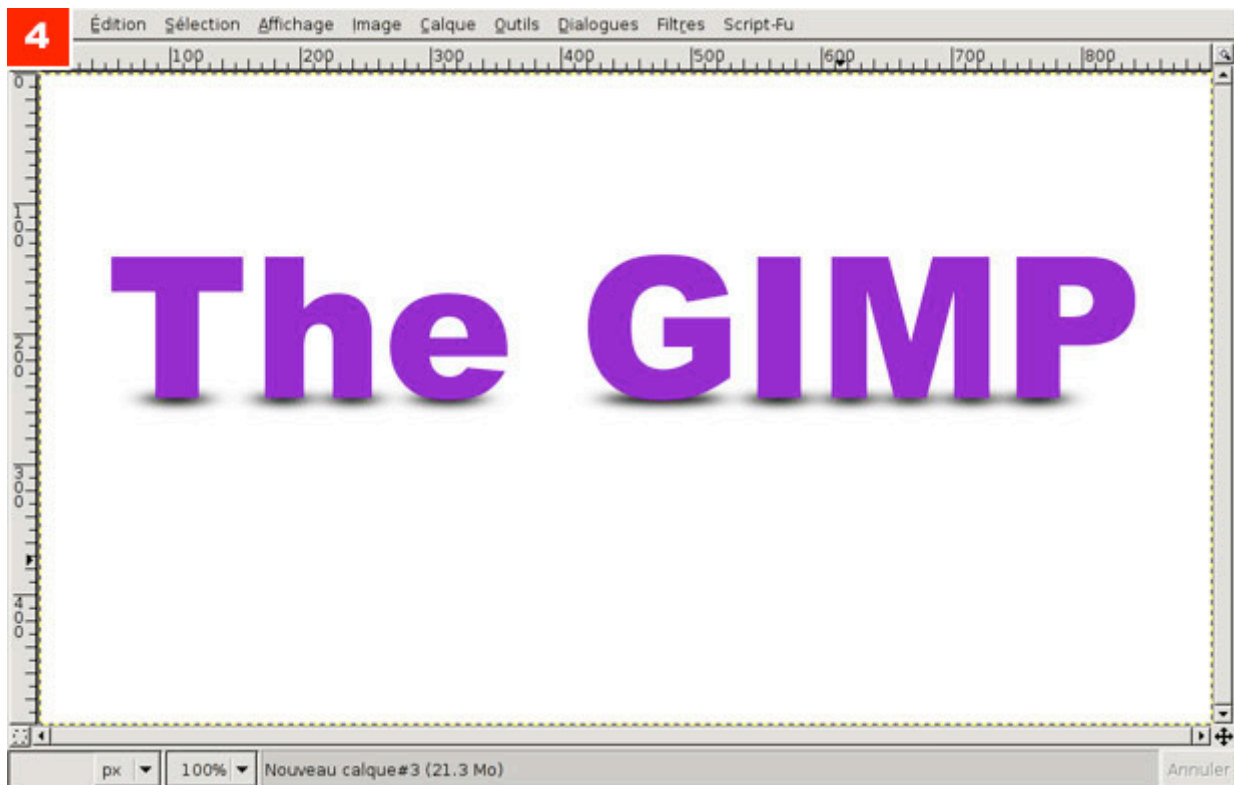 4
Édition Sélection Affichage Image Calque Outils Dialogues Filtres Script-Fu
100 200 300 400 500 600 700 800
0
100
200
300
400
The GIMP
px 100% Nouveau calque#3 (21.3 Mo) Annuler